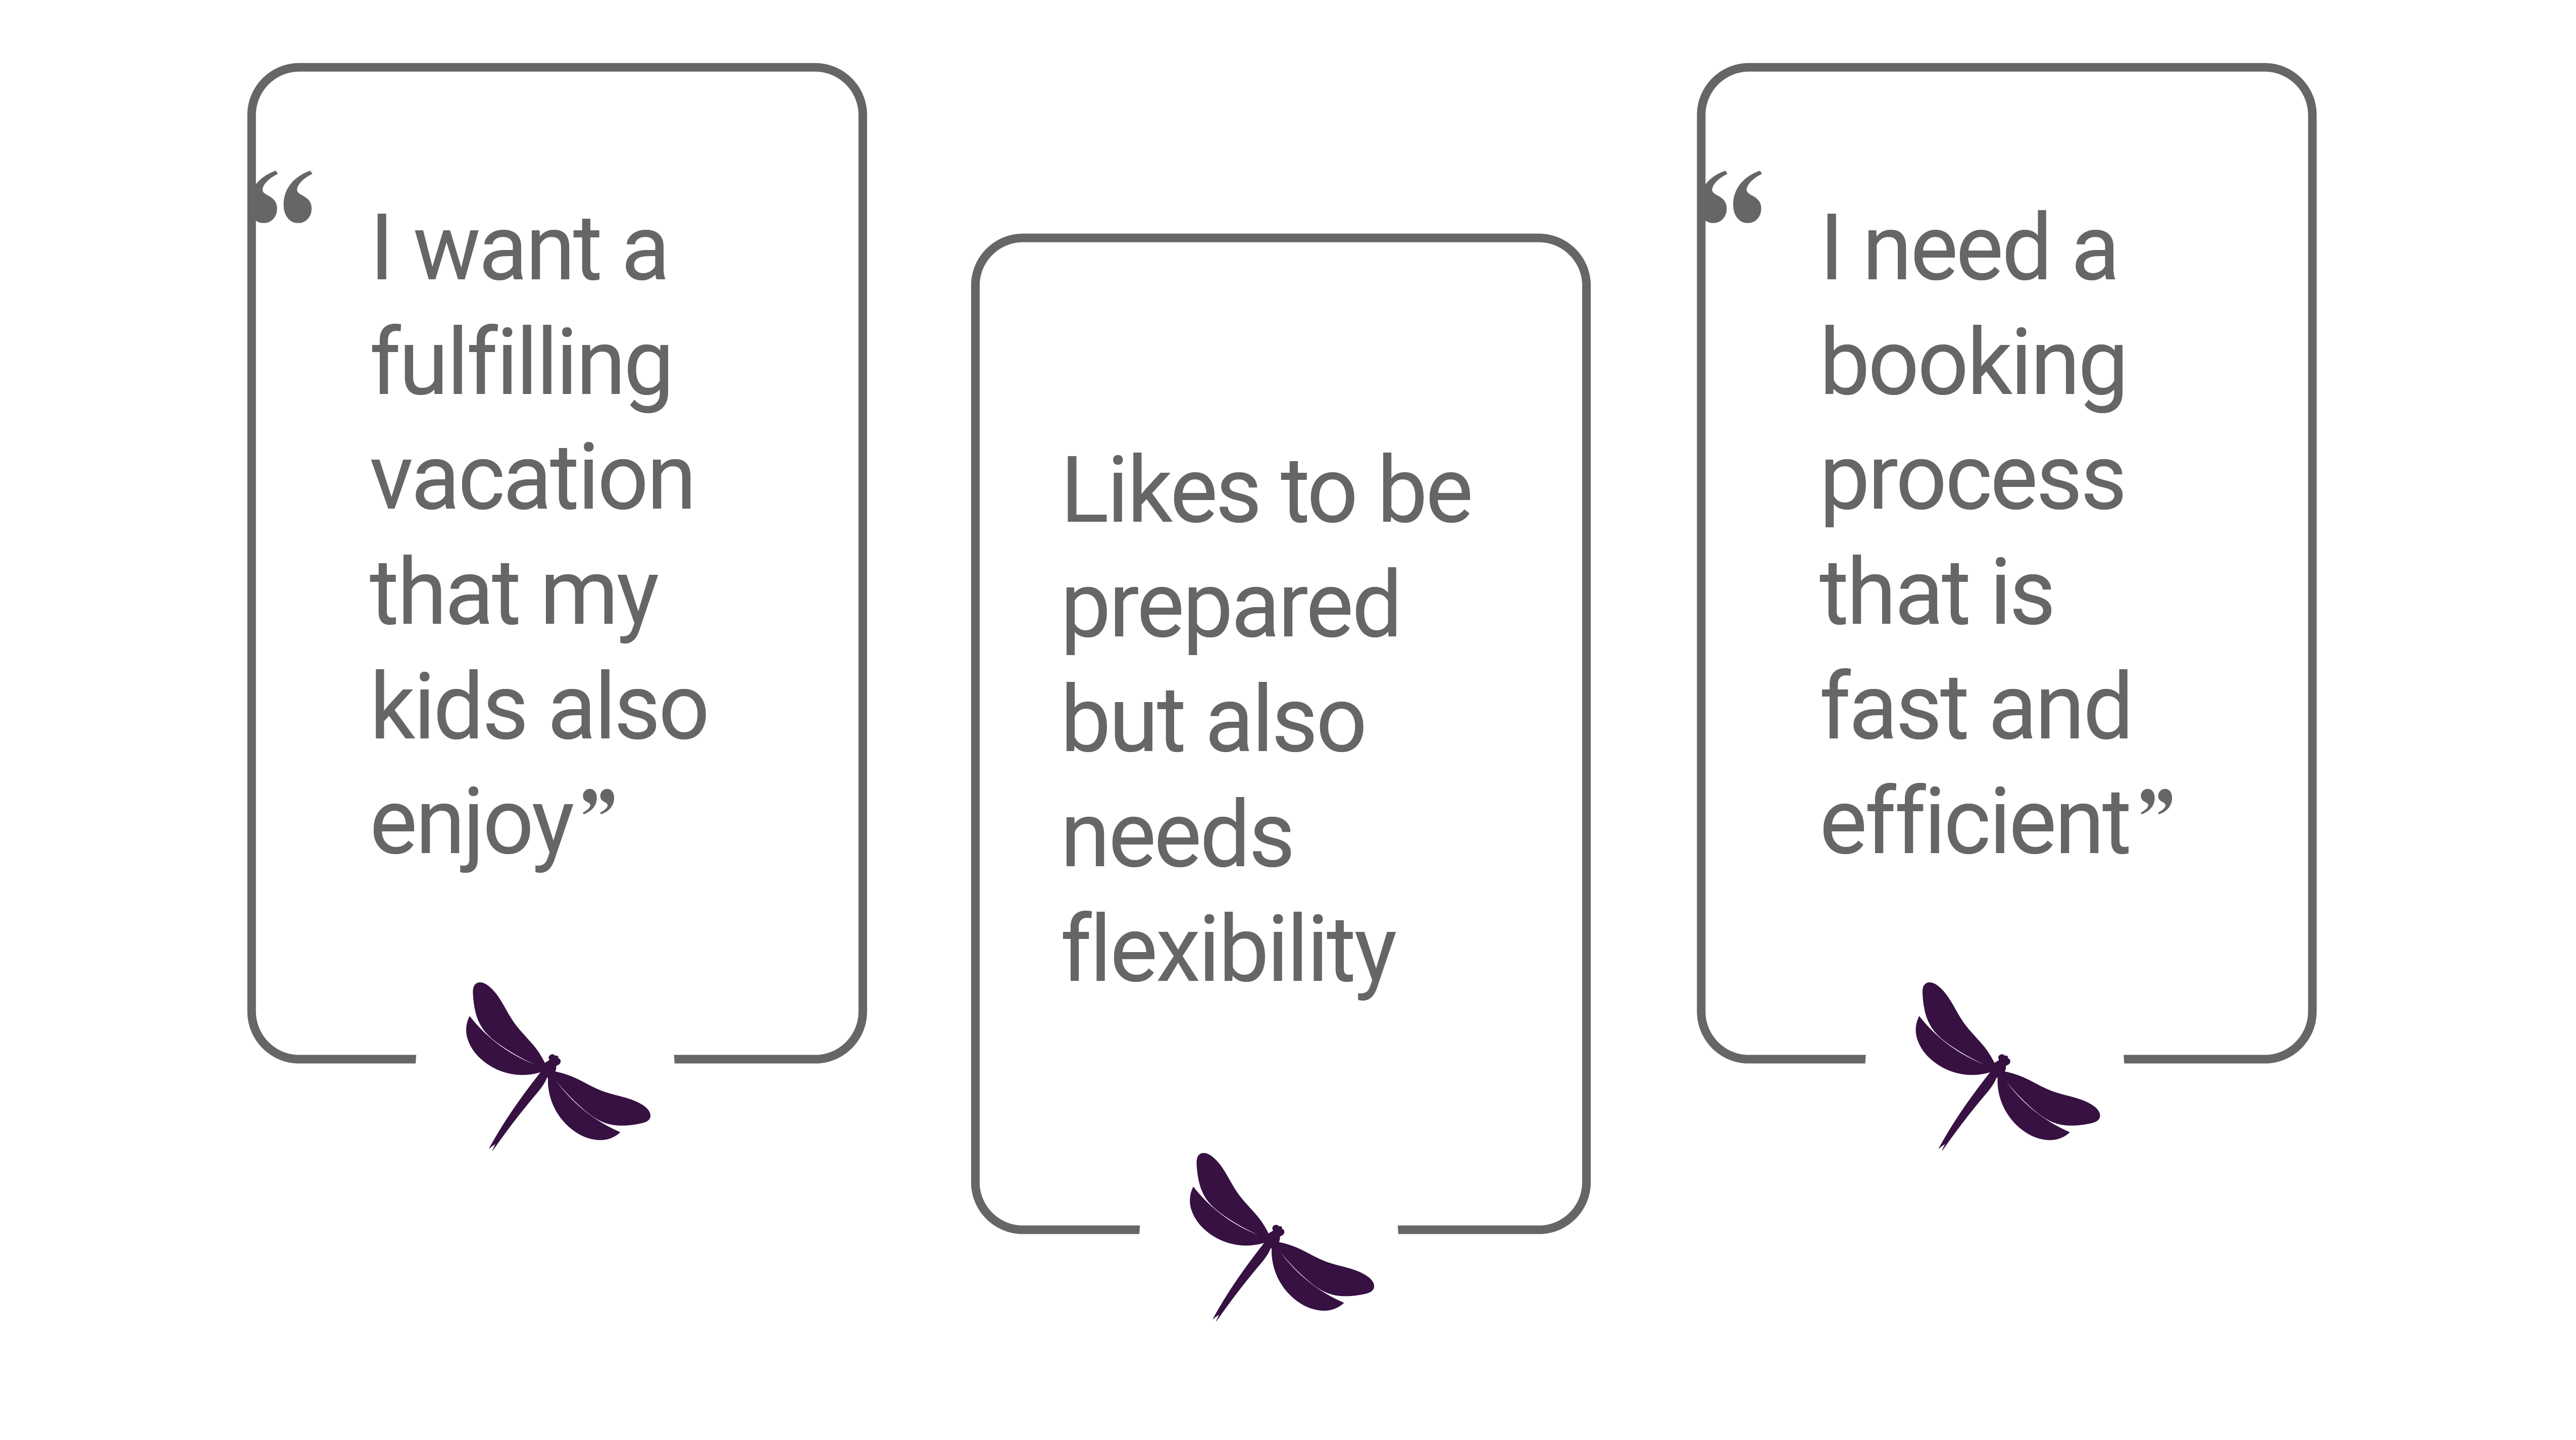 “I want a
fulfilling
vacation
that my
kids also
enjoy”
Likes to be
prepared
but also
needs
flexibility
“I need a
booking
process
that is
fast and
efficient”